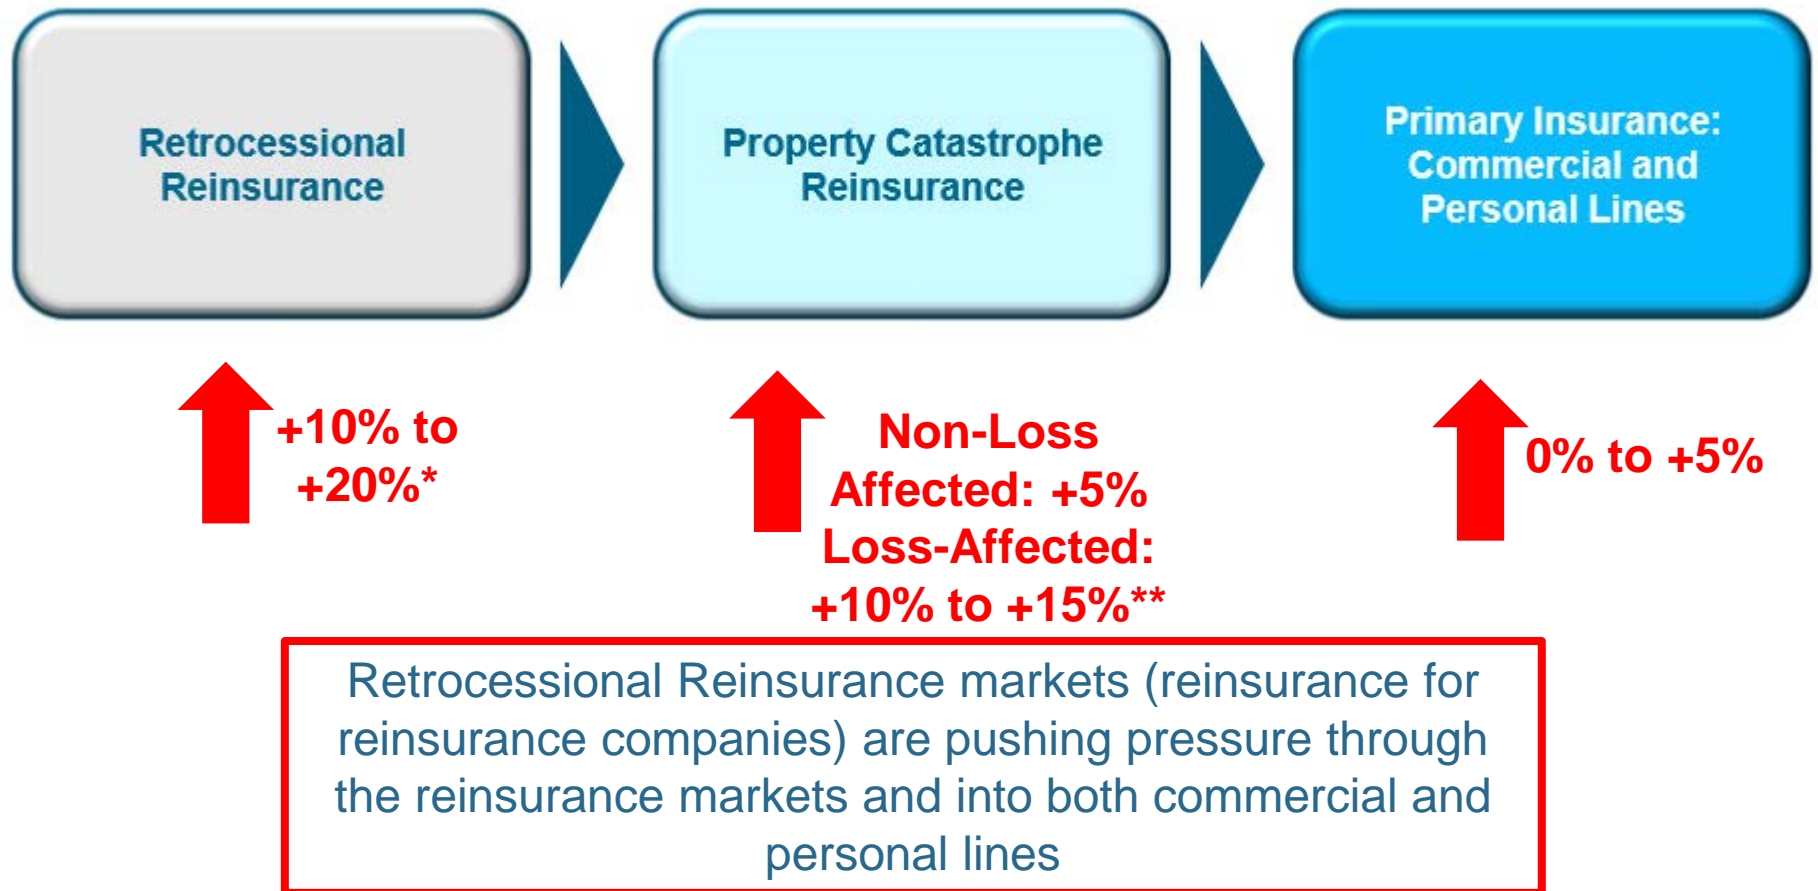 Retrocessional
Reinsurance
Property Catastrophe
Reinsurance
Primary Insurance:
Commercial and
Personal Lines
+10% to
+20%*
Non-Loss
Affected: +5%
Loss-Affected:
+10% to +15%**
0% to +5%
Retrocessional Reinsurance markets (reinsurance for
reinsurance companies) are pushing pressure through
the reinsurance markets and into both commercial and
personal lines